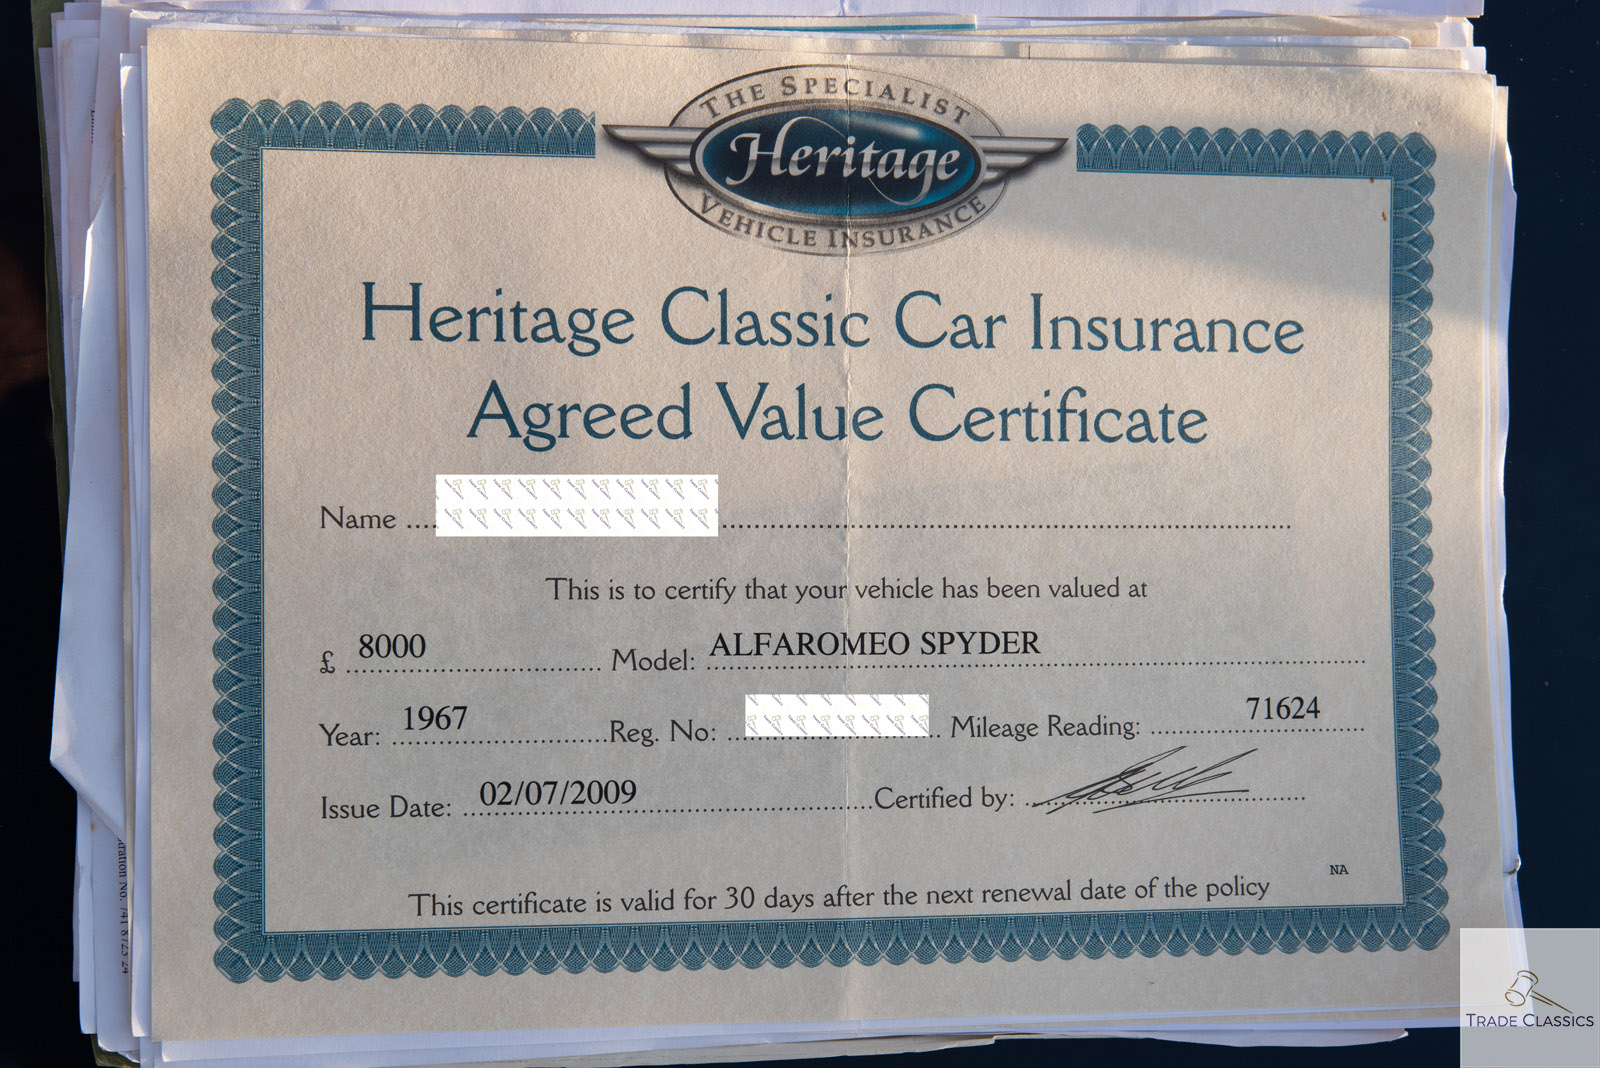 THE SPECIALIST
Heritage
VEHICLE INSURANCE
Heritage Classic Car Insurance
Agreed Value Certificate
Name
This is to certify that your vehicle has been valued at
£ 8000 Model: ALFAROMEO SPYDER
Year: 1967 Reg. No: Mileage Reading: 71624
Issue Date: 02/07/2009 Certified by:
NA
This certificate is valid for 30 days after the next renewal date of the policy
TRADE CLASSICS